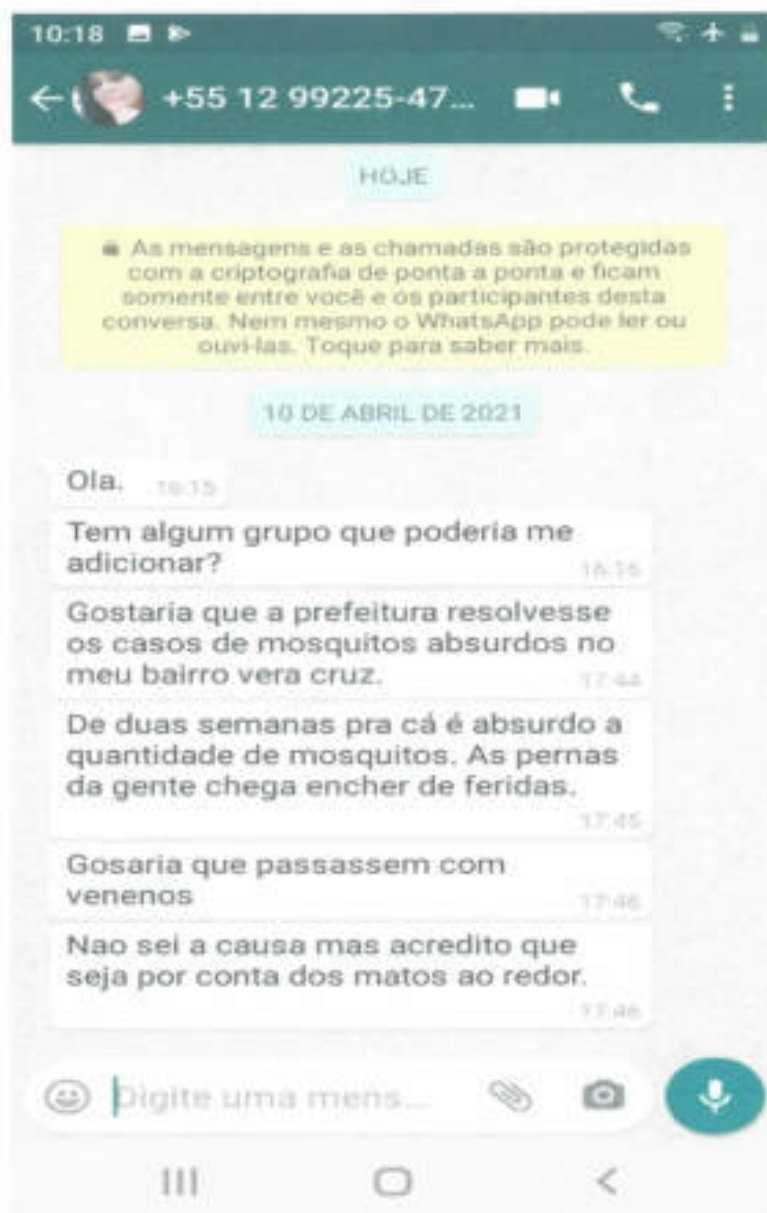 10:18
+55 12 99225-47...
HOJE
As mensagens e as chamadas são protegidas
com a criptografia de ponta a ponta e ficam
somente entre você e os participantes desta
conversa. Nem mesmo o WhatsApp pode ler ou
ouvi-las. Toque para saber mais.
10 DE ABRIL DE 2021
Ola. 16:15
Tem algum grupo que poderia me
adicionar? 16:16
Gostaria que a prefeitura resolvesse
os casos de mosquitos absurdos no
meu bairro vera cruz. 17:44
De duas semanas pra cá é absurdo a
quantidade de mosquitos. As pernas
da gente chega encher de feridas.
17:45
Gosaria que passassem com
venenos 17:46
Nao sei a causa mas acredito que
seja por conta dos matos ao redor.
17:46
Digite uma mens...